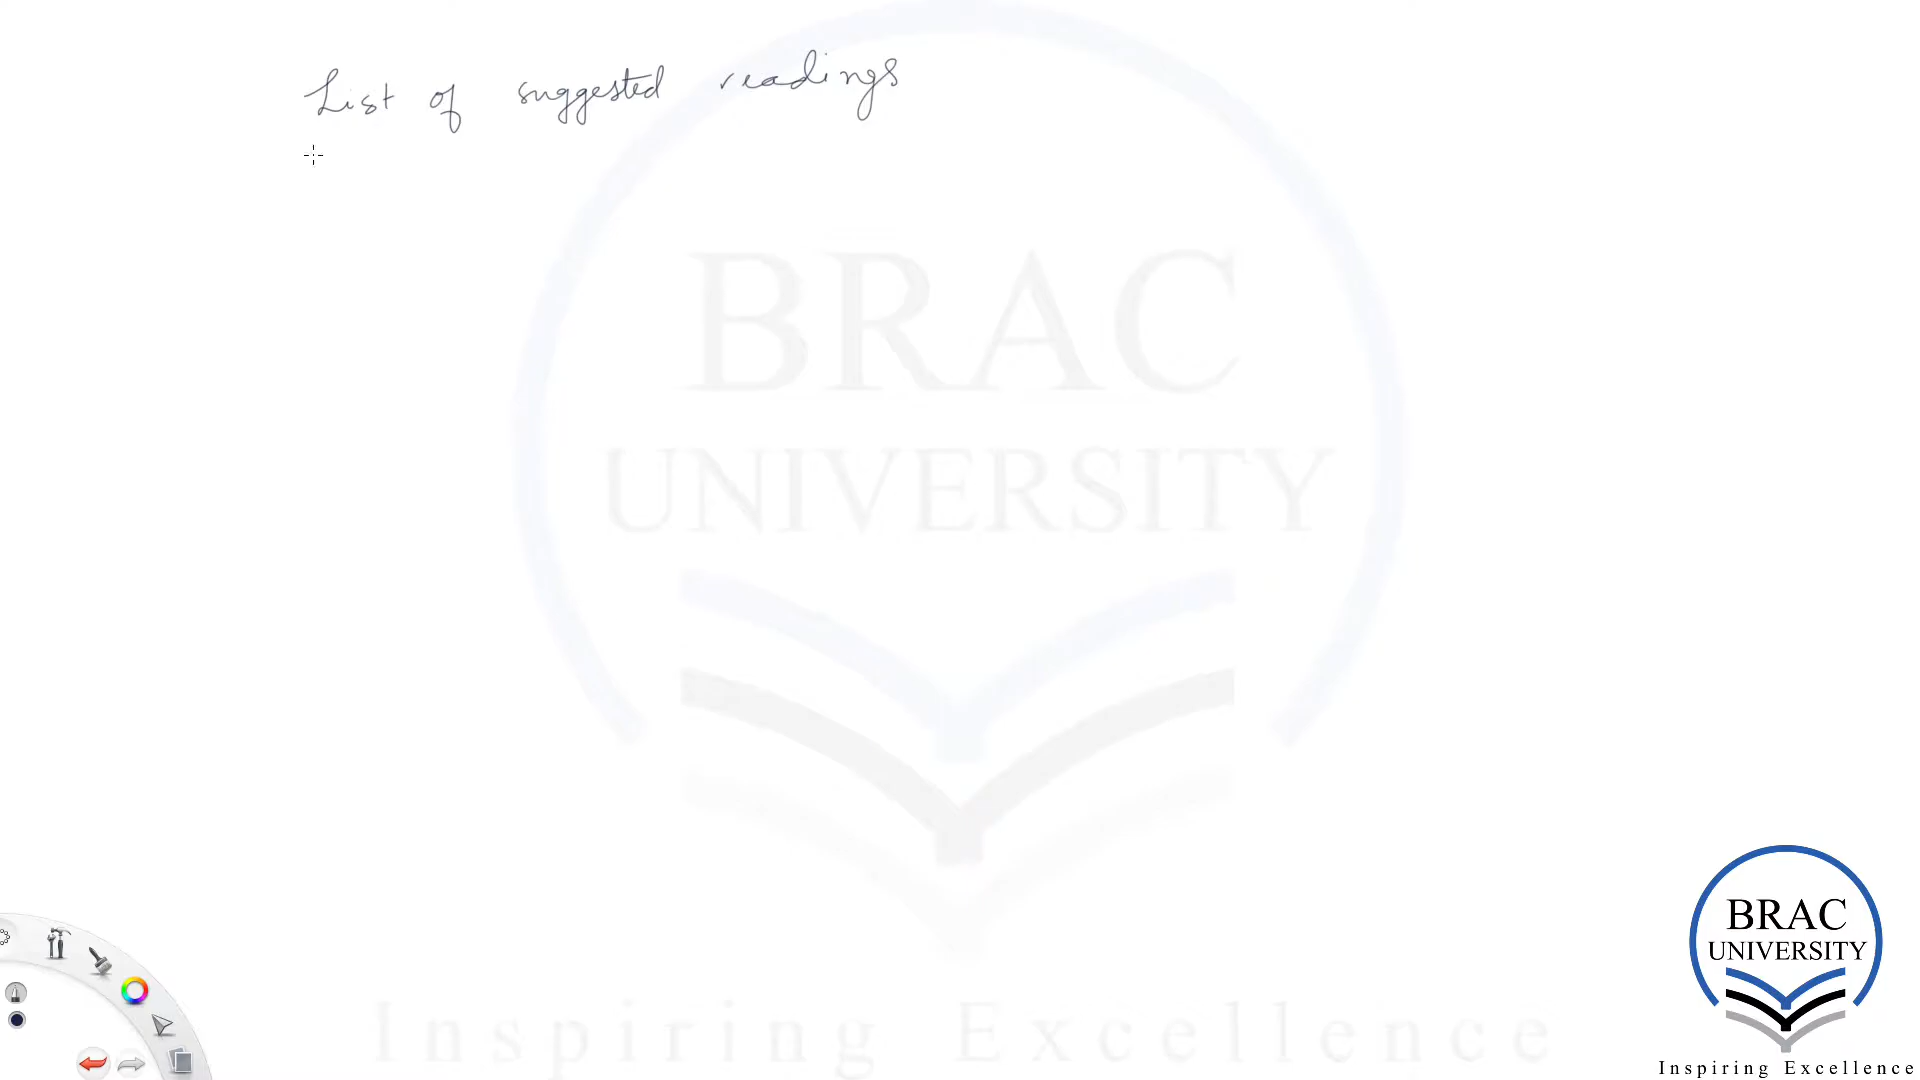 List of suggested readings
BRAC
UNIVERSITY
Inspiring Excellence
BRAC
UNIVERSITY
Inspiring Excellence